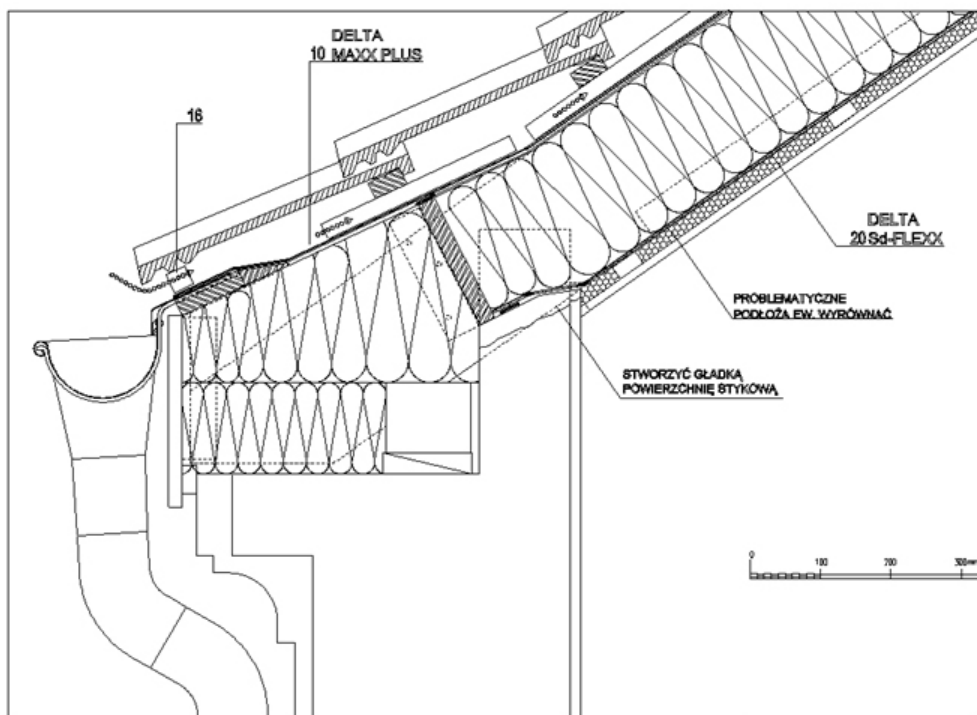 DELTA
10 MAXX PLUS
16
DELTA
20 Sd-FLEXX
PROBLEMATYCZNE
PODŁOŻA EW. WYRÓWNAĆ
STWORZYĆ GŁADKĄ
POWIERZCHNIĘ STYKOWĄ
0 100 200 300mm